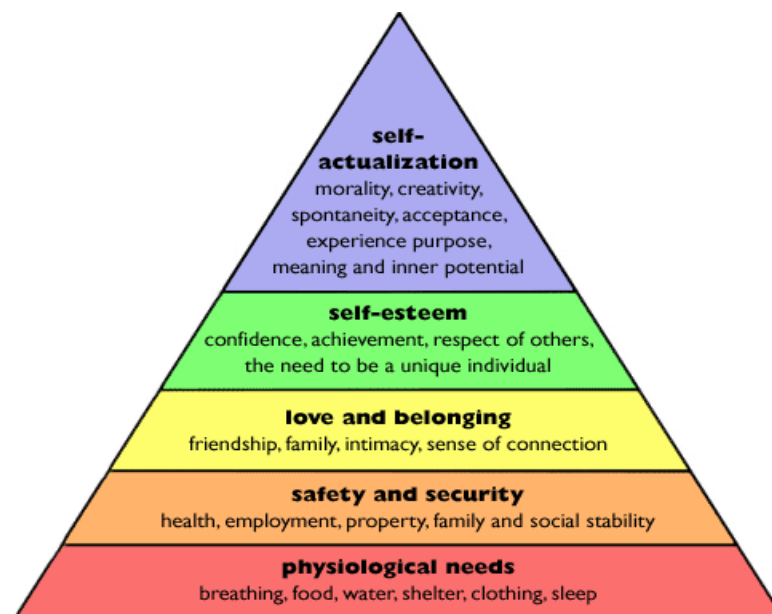 self-
actualization
morality, creativity,
spontaneity, acceptance,
experience purpose,
meaning and inner potential
self-esteem
confidence, achievement, respect of others,
the need to be a unique individual
love and belonging
friendship, family, intimacy, sense of connection
safety and security
health, employment, property, family and social stability
physiological needs
breathing, food, water, shelter, clothing, sleep